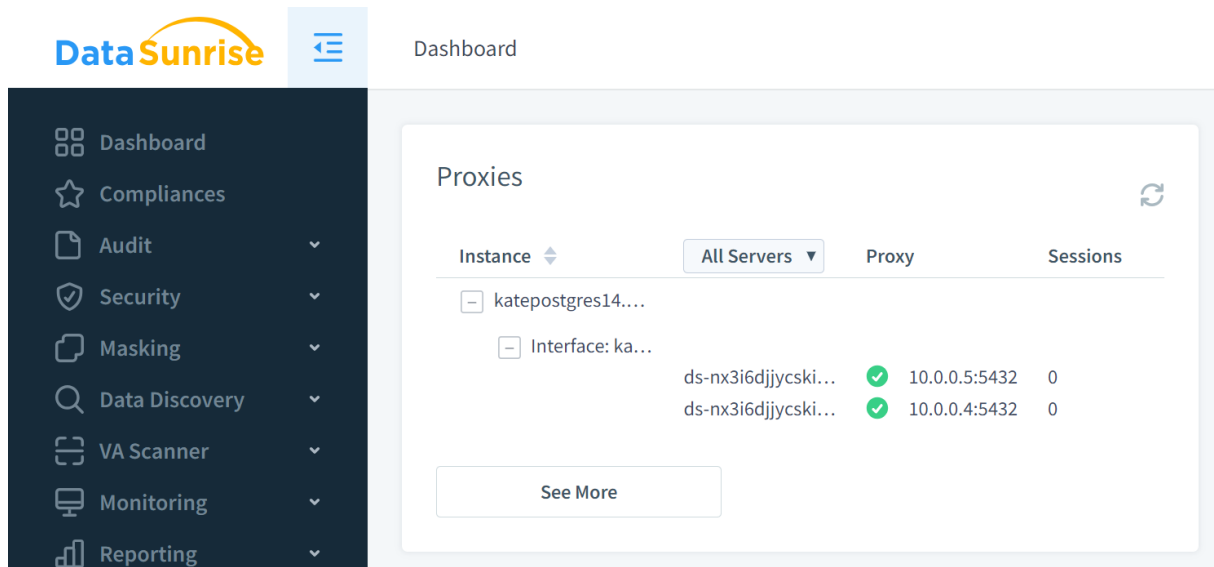 DataSunrise
Dashboard
Dashboard
Compliances
Audit
Security
Masking
Data Discovery
VA Scanner
Monitoring
Reporting
Proxies
Instance All Servers Proxy Sessions
katepostgres14....
Interface: ka...
ds-nx3i6djjycski... 10.0.0.5:5432 0
ds-nx3i6djjycski... 10.0.0.4:5432 0
See More